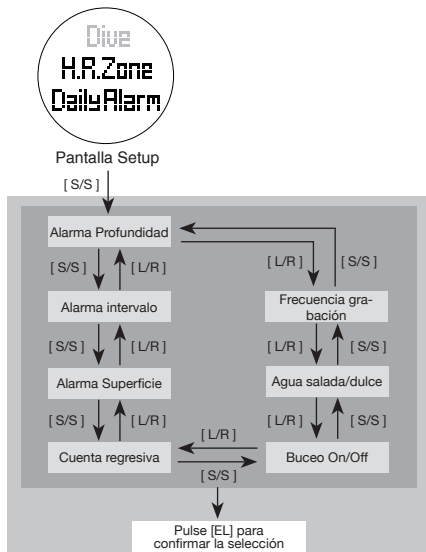 Dive
H.R.Zone
DailyAlarm
Pantalla Setup
[ S/S ]
Alarma Profundidad
[ S/S ]
[ L/R ]
[ L/R ]
[ S/S ]
Alarma intervalo
Frecuencia gra-
bación
[ S/S ]
[ L/R ]
[ L/R ]
[ S/S ]
Alarma Superficie
Agua salada/dulce
[ S/S ]
[ L/R ]
[ L/R ]
[ S/S ]
Cuenta regresiva
[ L/R ]
[ S/S ]
Buceo On/Off
Pulse [EL] para
confirmar la selección